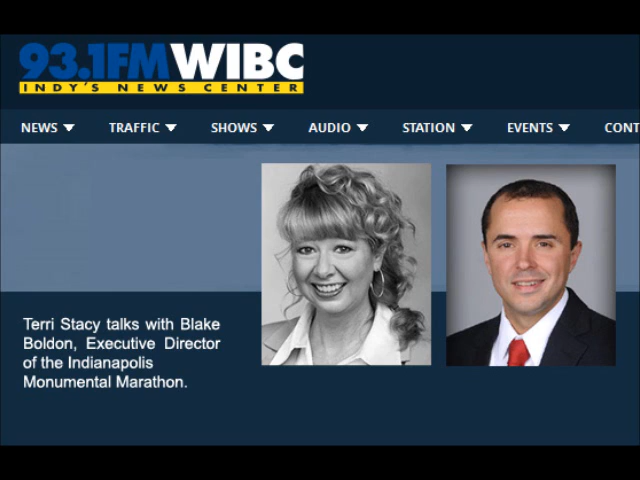 93.1FM WIBC
INDY'S NEWS CENTER
NEWS TRAFFIC SHOWS AUDIO STATION EVENTS CONT
Terri Stacy talks with Blake
Boldon, Executive Director
of the Indianapolis
Monumental Marathon.